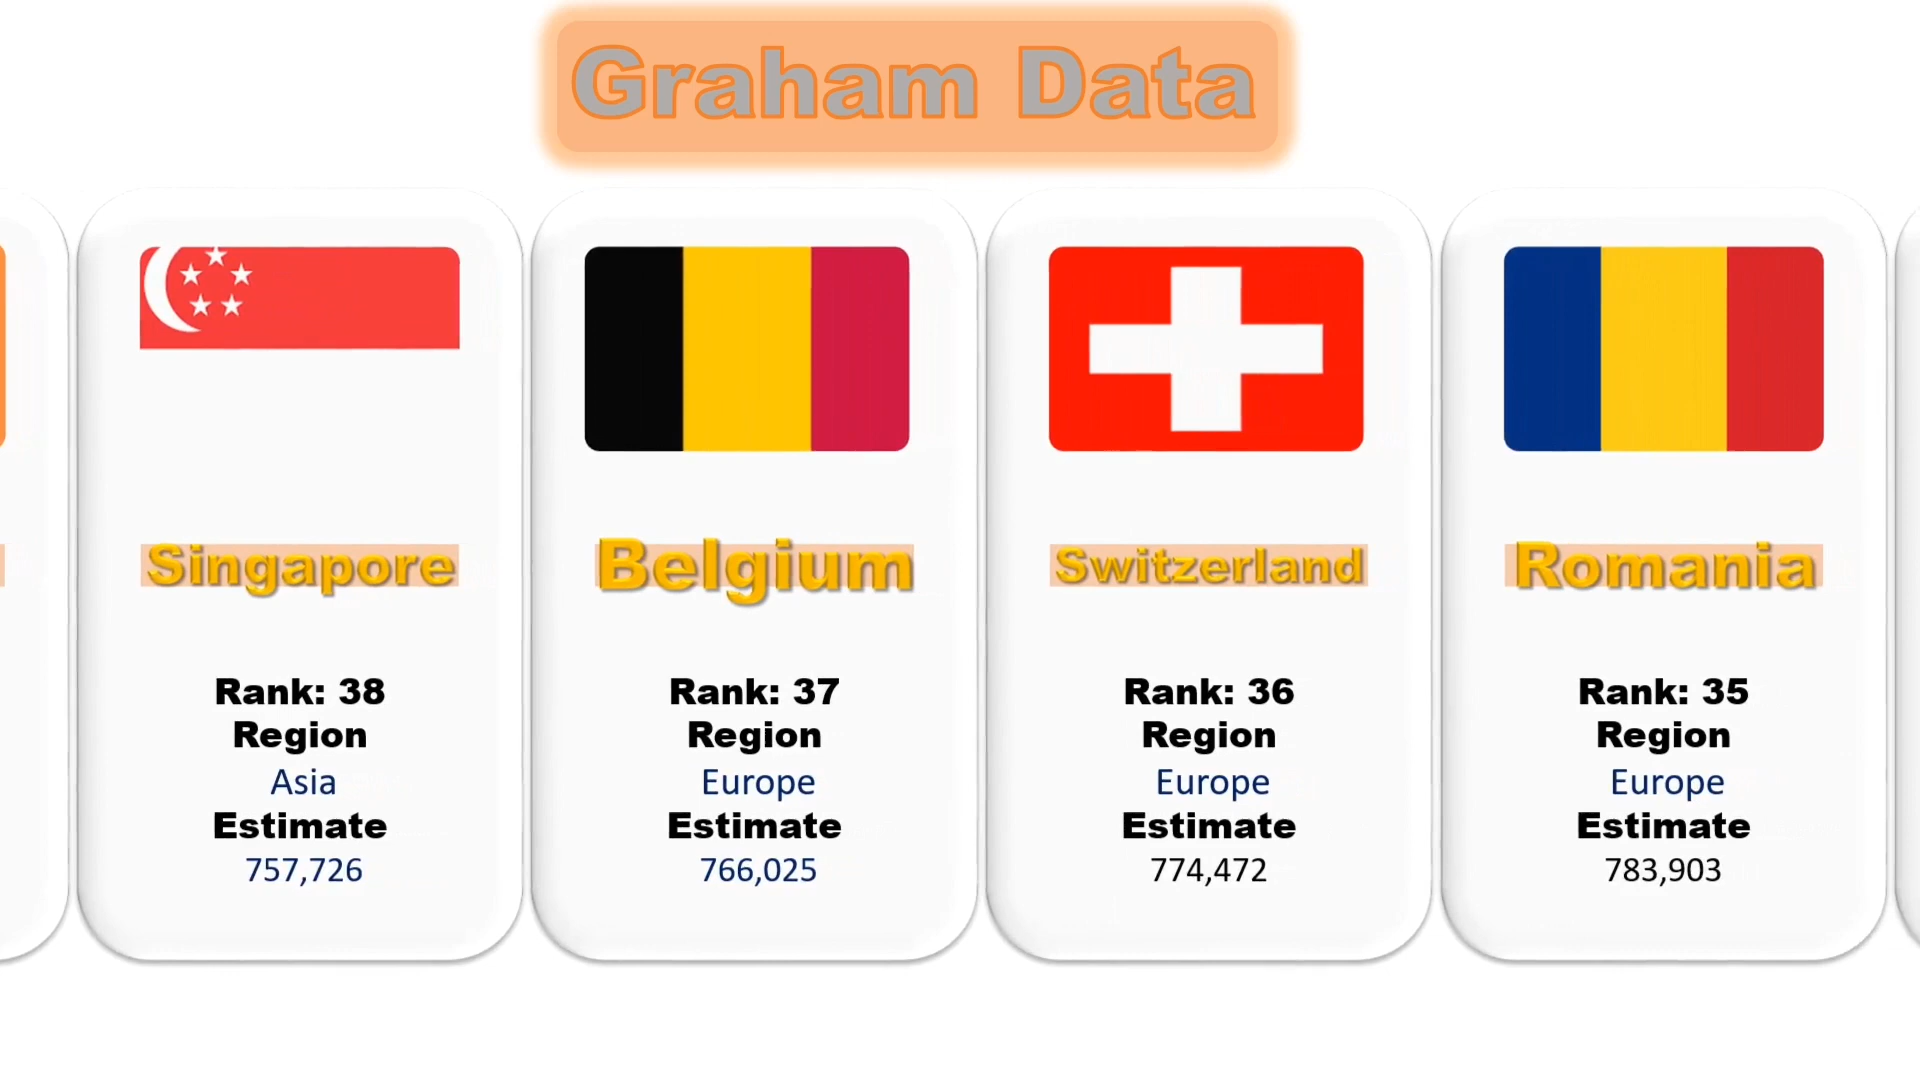 Graham Data
Singapore
Rank: 38
Region
Asia
Estimate
757,726
Belgium
Rank: 37
Region
Europe
Estimate
766,025
Switzerland
Rank: 36
Region
Europe
Estimate
774,472
Romania
Rank: 35
Region
Europe
Estimate
783,903